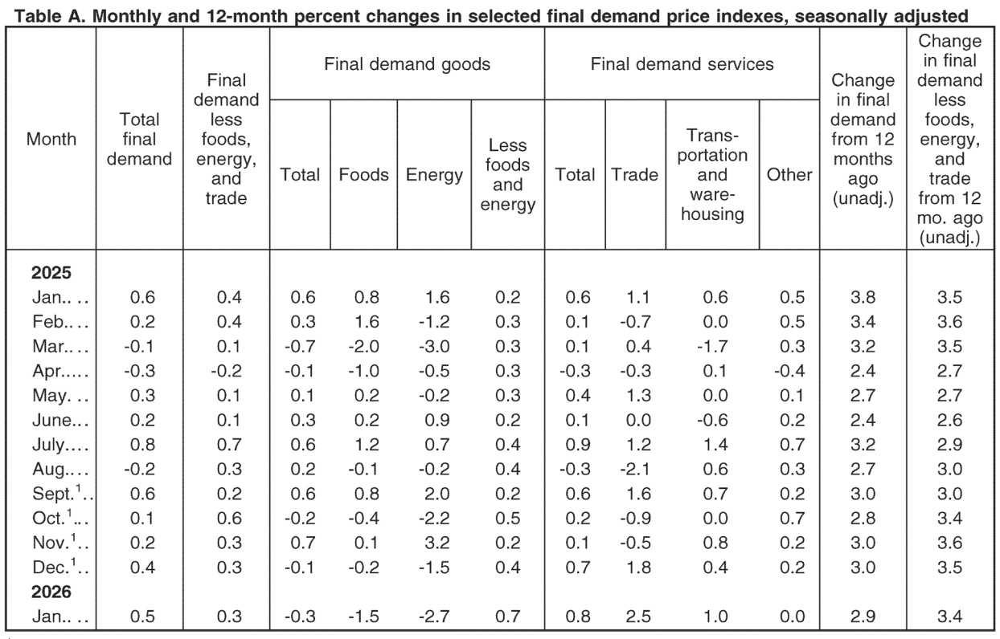 Table A. Monthly and 12-month percent changes in selected final demand price indexes, seasonally adjusted
Month
Total
final
demand
Final
demand
less
foods,
energy,
and
trade
Final demand goods
Total
Foods
Energy
Less
foods
and
energy
Final demand services
Total
Trade
Trans-
portation
and
ware-
housing
Other
Change
in final
demand
from 12
months
ago
(unadj.)
Change
in final
demand
less
foods,
energy,
and
trade
from 12
mo. ago
(unadj.)
2025
Jan.. . . 0.6 0.4 0.6 0.8 1.6 0.2 0.6 1.1 0.6 0.5 3.8 3.5
Feb.. . . 0.2 0.4 0.3 1.6 -1.2 0.3 0.1 -0.7 0.0 0.5 3.4 3.6
Mar.. . . -0.1 0.1 -0.7 -2.0 -3.0 0.3 0.1 0.4 -1.7 0.3 3.2 3.5
Apr..... -0.3 -0.2 -0.1 -1.0 -0.5 0.3 -0.3 -0.3 0.1 -0.4 2.4 2.7
May. . . 0.3 0.1 0.1 0.2 -0.2 0.3 0.4 1.3 0.0 0.1 2.7 2.7
June... 0.2 0.1 0.3 0.2 0.9 0.2 0.1 0.0 -0.6 0.2 2.4 2.6
July.... 0.8 0.7 0.6 1.2 0.7 0.4 0.9 1.2 1.4 0.7 3.2 2.9
Aug.... -0.2 0.3 0.2 -0.1 -0.2 0.4 -0.3 -2.1 0.6 0.3 2.7 3.0
Sept.¹. . 0.6 0.2 0.6 0.8 2.0 0.2 0.6 1.6 0.7 0.2 3.0 3.0
Oct.¹... 0.1 0.6 -0.2 -0.4 -2.2 0.5 0.2 -0.9 0.0 0.7 2.8 3.4
Nov.¹. . 0.2 0.3 0.7 0.1 3.2 0.2 0.1 -0.5 0.8 0.2 3.0 3.6
Dec.¹. . 0.4 0.3 -0.1 -0.2 -1.5 0.4 0.7 1.8 0.4 0.2 3.0 3.5
2026
Jan.. . . 0.5 0.3 -0.3 -1.5 -2.7 0.7 0.8 2.5 1.0 0.0 2.9 3.4